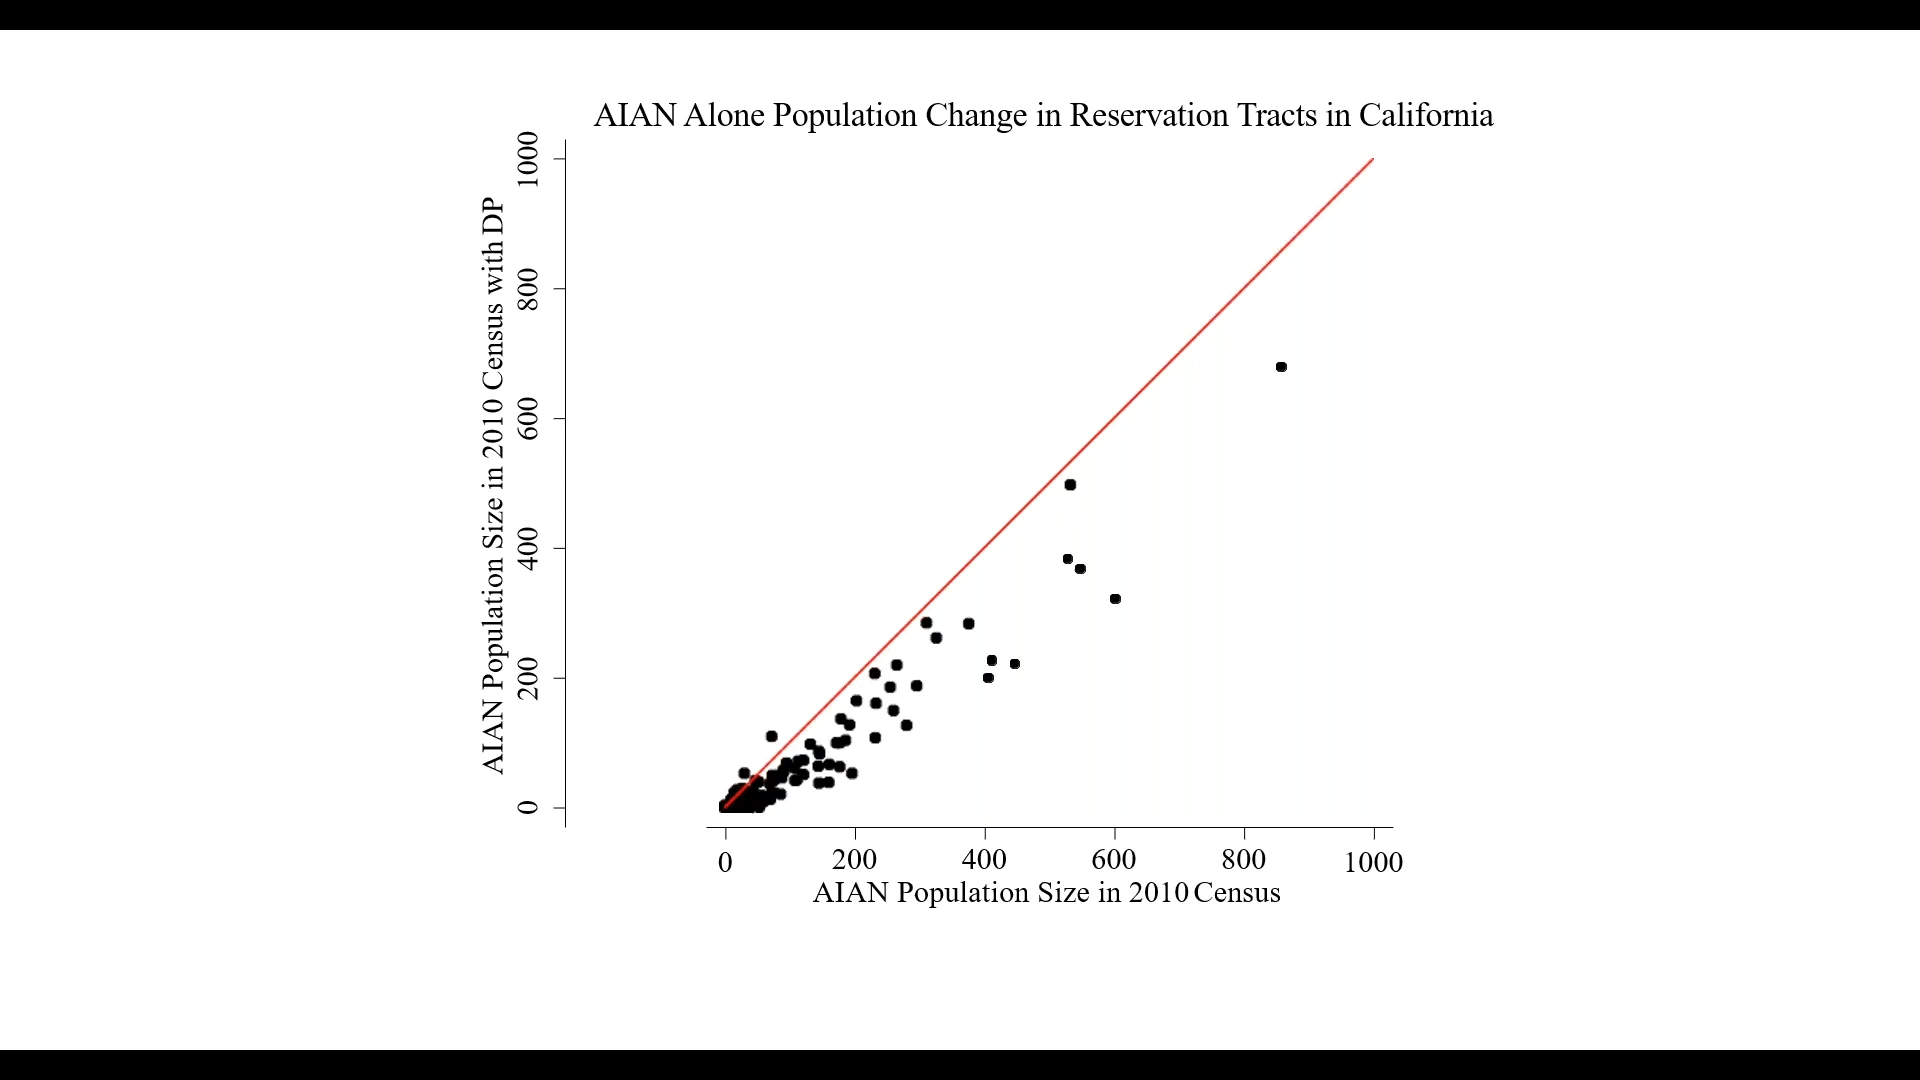 AIAN Alone Population Change in Reservation Tracts in California
AIAN Population Size in 2010 Census with DP
1000
800
600
400
200
0
0 200 400 600 800 1000
AIAN Population Size in 2010 Census